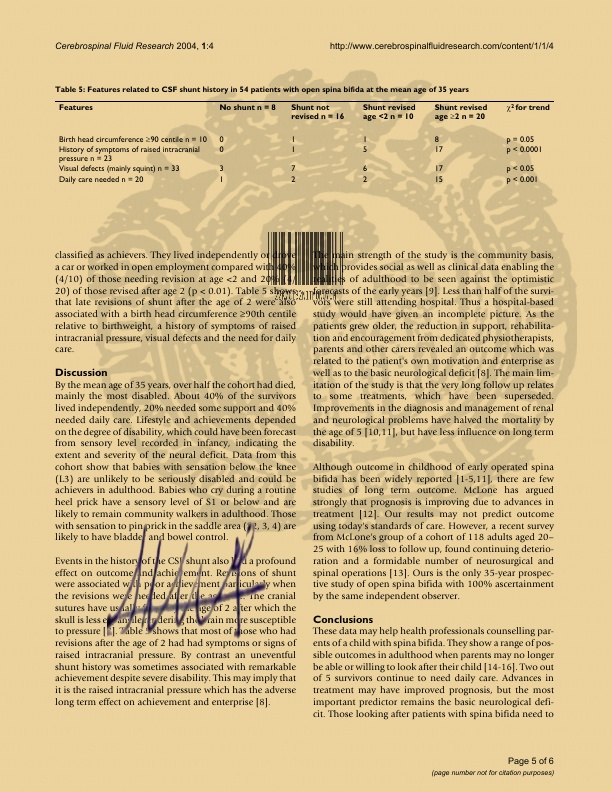 Cerebrospinal Fluid Research 2004, 1:4
http://www.cerebrospinalfluidresearch.com/content/1/1/4
Table 5: Features related to CSF shunt history in 54 patients with open spina bifida at the mean age of 35 years
Features No shunt n = 8 Shunt not revised n = 16 Shunt revised age <2 n = 10 Shunt revised age ≥2 n = 20 χ² for trend
Birth head circumference ≥90 centile n = 10 0 1 1 8 p = 0.05
History of symptoms of raised intracranial pressure n = 23 0 1 5 17 p < 0.0001
Visual defects (mainly squint) n = 33 3 7 6 17 p < 0.05
Daily care needed n = 20 1 2 2 15 p < 0.001
classified as achievers. They lived independently or drove
a car or worked in open employment compared with 40%
(4/10) of those needing revision at age <2 and 20% (4/
20) of those revised after age 2 (p < 0.01). Table 5 shows
that late revisions of shunt after the age of 2 were also
associated with a birth head circumference ≥90th centile
relative to birthweight, a history of symptoms of raised
intracranial pressure, visual defects and the need for daily
care.
Discussion
By the mean age of 35 years, over half the cohort had died,
mainly the most disabled. About 40% of the survivors
lived independently, 20% needed some support and 40%
needed daily care. Lifestyle and achievements depended
on the degree of disability, which could have been forecast
from sensory level recorded in infancy, indicating the
extent and severity of the neural deficit. Data from this
cohort show that babies with sensation below the knee
(L3) are unlikely to be seriously disabled and could be
achievers in adulthood. Babies who cry during a routine
heel prick have a sensory level of S1 or below and are
likely to remain community walkers in adulthood. Those
with sensation to pin prick in the saddle area ( 2, 3, 4) are
likely to have bladder and bowel control.
Events in the history of the CSF shunt also had a profound
effect on outcome and achievement. Revisions of shunt
were associated with poor achievement particularly when
the revisions were needed after the age of The cranial
sutures have usually by the age of 2 after which the
skull is less expansile rendering the brain more susceptible
to pressure [ ]. Table 5 shows that most of those who had
revisions after the age of 2 had had symptoms or signs of
raised intracranial pressure. By contrast an uneventful
shunt history was sometimes associated with remarkable
achievement despite severe disability. This may imply that
it is the raised intracranial pressure which has the adverse
long term effect on achievement and enterprise [8].
The main strength of the study is the community basis,
which provides social as well as clinical data enabling the
realities of adulthood to be seen against the optimistic
forecasts of the early years [9]. Less than half of the survi-
vors were still attending hospital. Thus a hospital-based
study would have given an incomplete picture. As the
patients grew older, the reduction in support, rehabilita-
tion and encouragement from dedicated physiotherapists,
parents and other carers revealed an outcome which was
related to the patient's own motivation and enterprise as
well as to the basic neurological deficit [8]. The main lim-
itation of the study is that the very long follow up relates
to some treatments, which have been superseded.
Improvements in the diagnosis and management of renal
and neurological problems have halved the mortality by
the age of 5 [10,11], but have less influence on long term
disability.
Although outcome in childhood of early operated spina
bifida has been widely reported [1-5,11], there are few
studies of long term outcome. McLone has argued
strongly that prognosis is improving due to advances in
treatment [12]. Our results may not predict outcome
using today's standards of care. However, a recent survey
from McLone's group of a cohort of 118 adults aged 20–
25 with 16% loss to follow up, found continuing deterio-
ration and a formidable number of neurosurgical and
spinal operations [13]. Ours is the only 35-year prospec-
tive study of open spina bifida with 100% ascertainment
by the same independent observer.
Conclusions
These data may help health professionals counselling par-
ents of a child with spina bifida. They show a range of pos-
sible outcomes in adulthood when parents may no longer
be able or willing to look after their child [14-16]. Two out
of 5 survivors continue to need daily care. Advances in
treatment may have improved prognosis, but the most
important predictor remains the basic neurological defi-
cit. Those looking after patients with spina bifida need to
Page 5 of 6
(page number not for citation purposes)